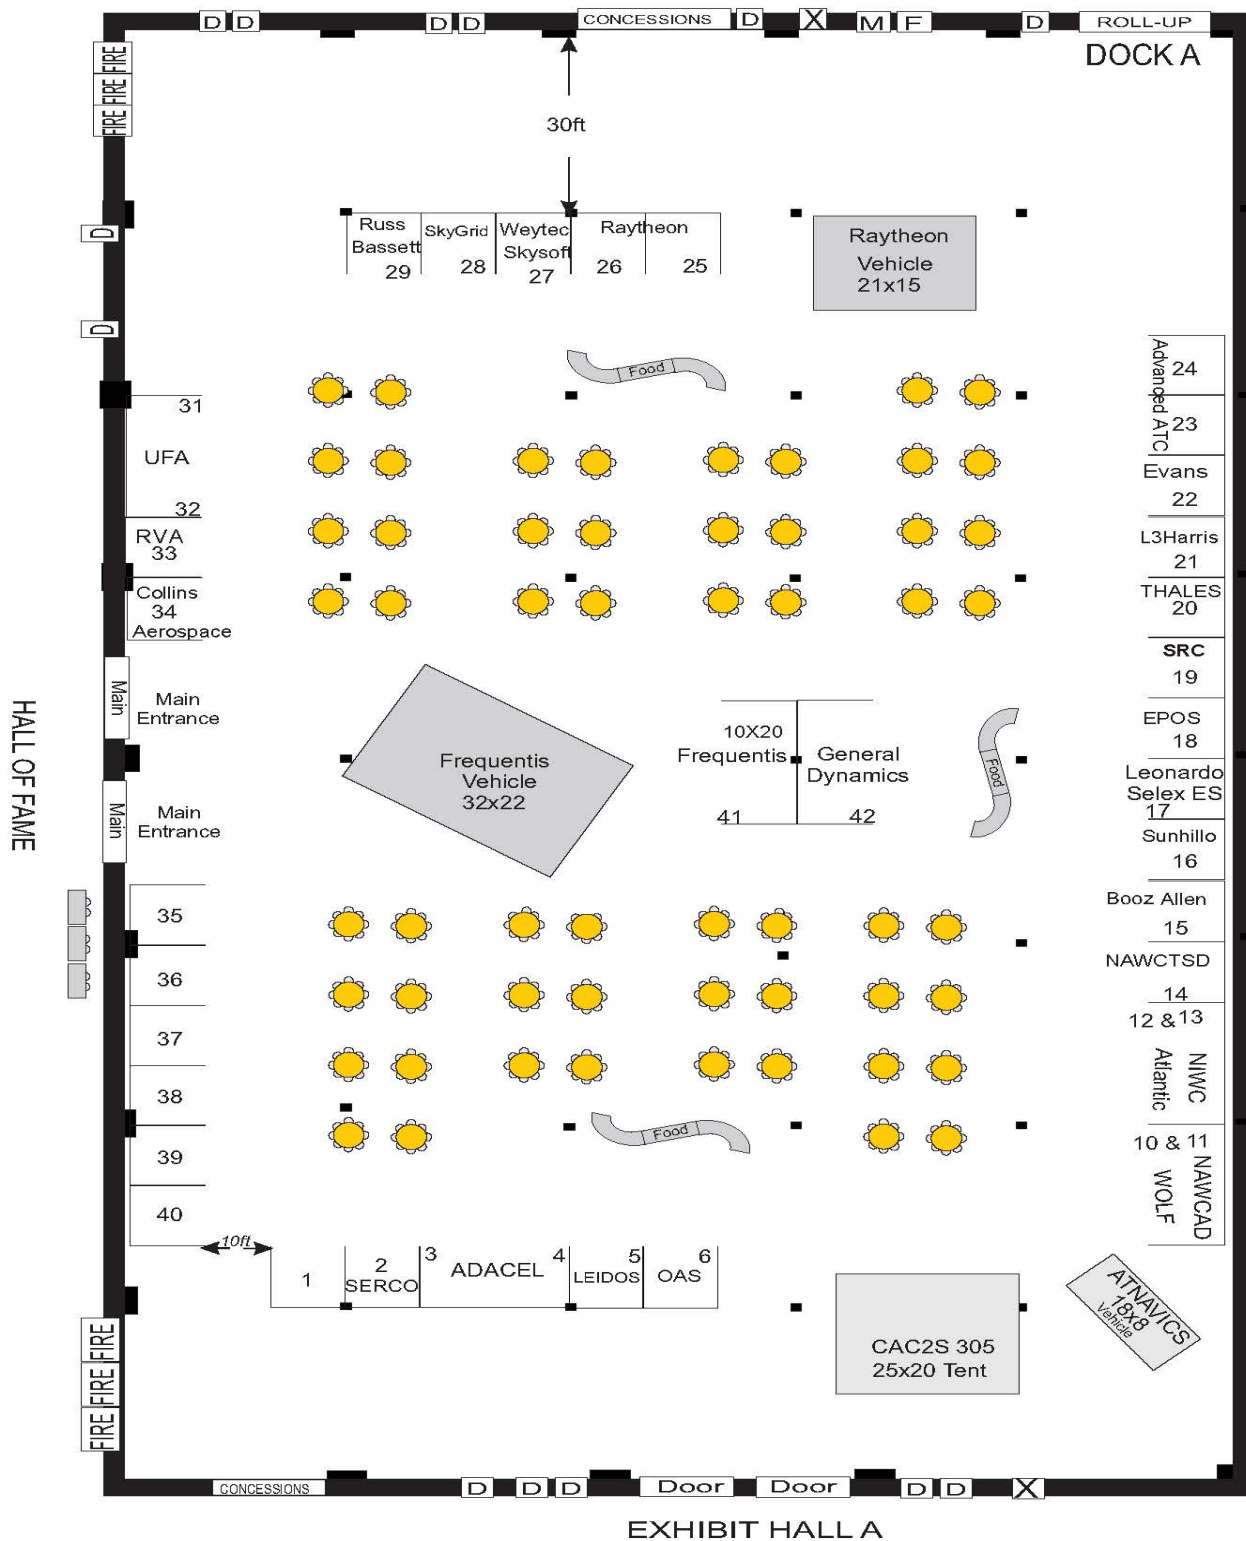 D D D D CONCESSIONS D X M F D ROLL-UP
DOCK A
FIRE FIRE
FIRE FIRE
FIRE FIRE
30ft
Russ
Bassett
29
SkyGrid
28
Weytec
Skysoft
27
Raytheon
26
25
Raytheon
Vehicle
21x15
D
D
Food
Advanced ATC
24
23
31
UFA
32
Evans
22
RVA
33
L3Harris
21
Collins
34
Aerospace
THALES
20
SRC
19
HALL OF FAME
Main
Main
Entrance
Frequentis
Vehicle
32x22
10X20
Frequentis
41
General
Dynamics
42
Food
EPOS
18
Leonardo
Selex ES
17
Main
Main
Entrance
Sunhillo
16
35
Booz Allen
15
36
NAWCTSD
14
37
12 & 13
NIWC
Atlantic
38
Food
39
10 & 11
NAWCAD
WOLF
40
10ft
1
2
SERCO
3
ADACEL
4
5
LEIDOS
6
OAS
ATNAVICS
18x8
Vehicle
CAC2S 305
25x20 Tent
FIRE FIRE
FIRE FIRE
CONCESSIONS D D D Door Door D D X
EXHIBIT HALL A